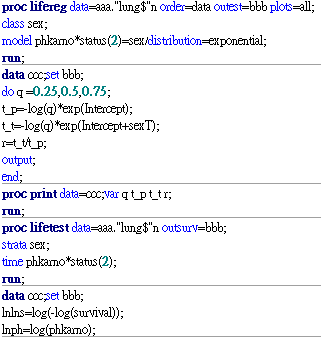 proc lifereg data=aaa."lung$"n order=data outest=bbb plots=all;
class sex;
model phkarno*status(2)=sex/distribution=exponential;
run;
data ccc;set bbb;
do q =0.25,0.5,0.75;
t_p=-log(q)*exp(Intercept);
t_t=-log(q)*exp(Intercept+sexT);
r=t_t/t_p;
output;
end;
proc print data=ccc;var q t_p t_t r;
run;
proc lifetest data=aaa."lung$"n outsurv=bbb;
strata sex;
time phkarno*status(2);
run;
data ccc;set bbb;
lnlns=log(-log(survival));
lnph=log(phkarno);